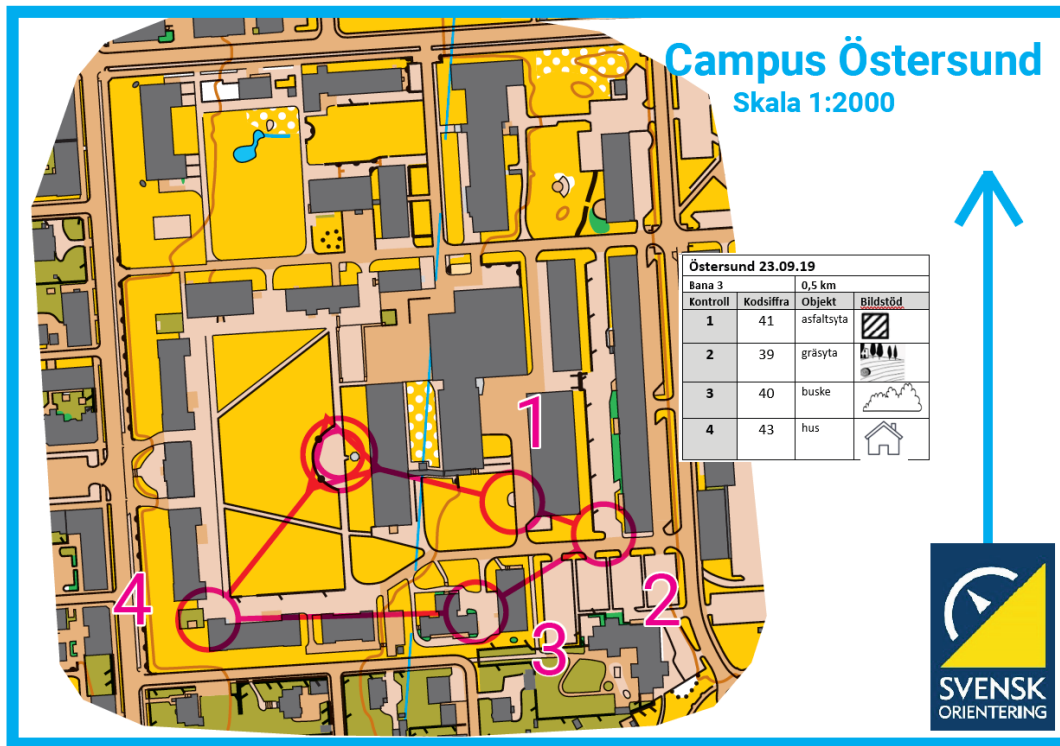 Campus Östersund
Skala 1:2000
Östersund 23.09.19
Bana 3 0,5 km
Kontroll Kodsiffra Objekt Bildstöd
1 41 asfaltsyta
2 39 gräsyta
3 40 buske
4 43 hus
1
2
3
4
SVENSK
ORIENTERING